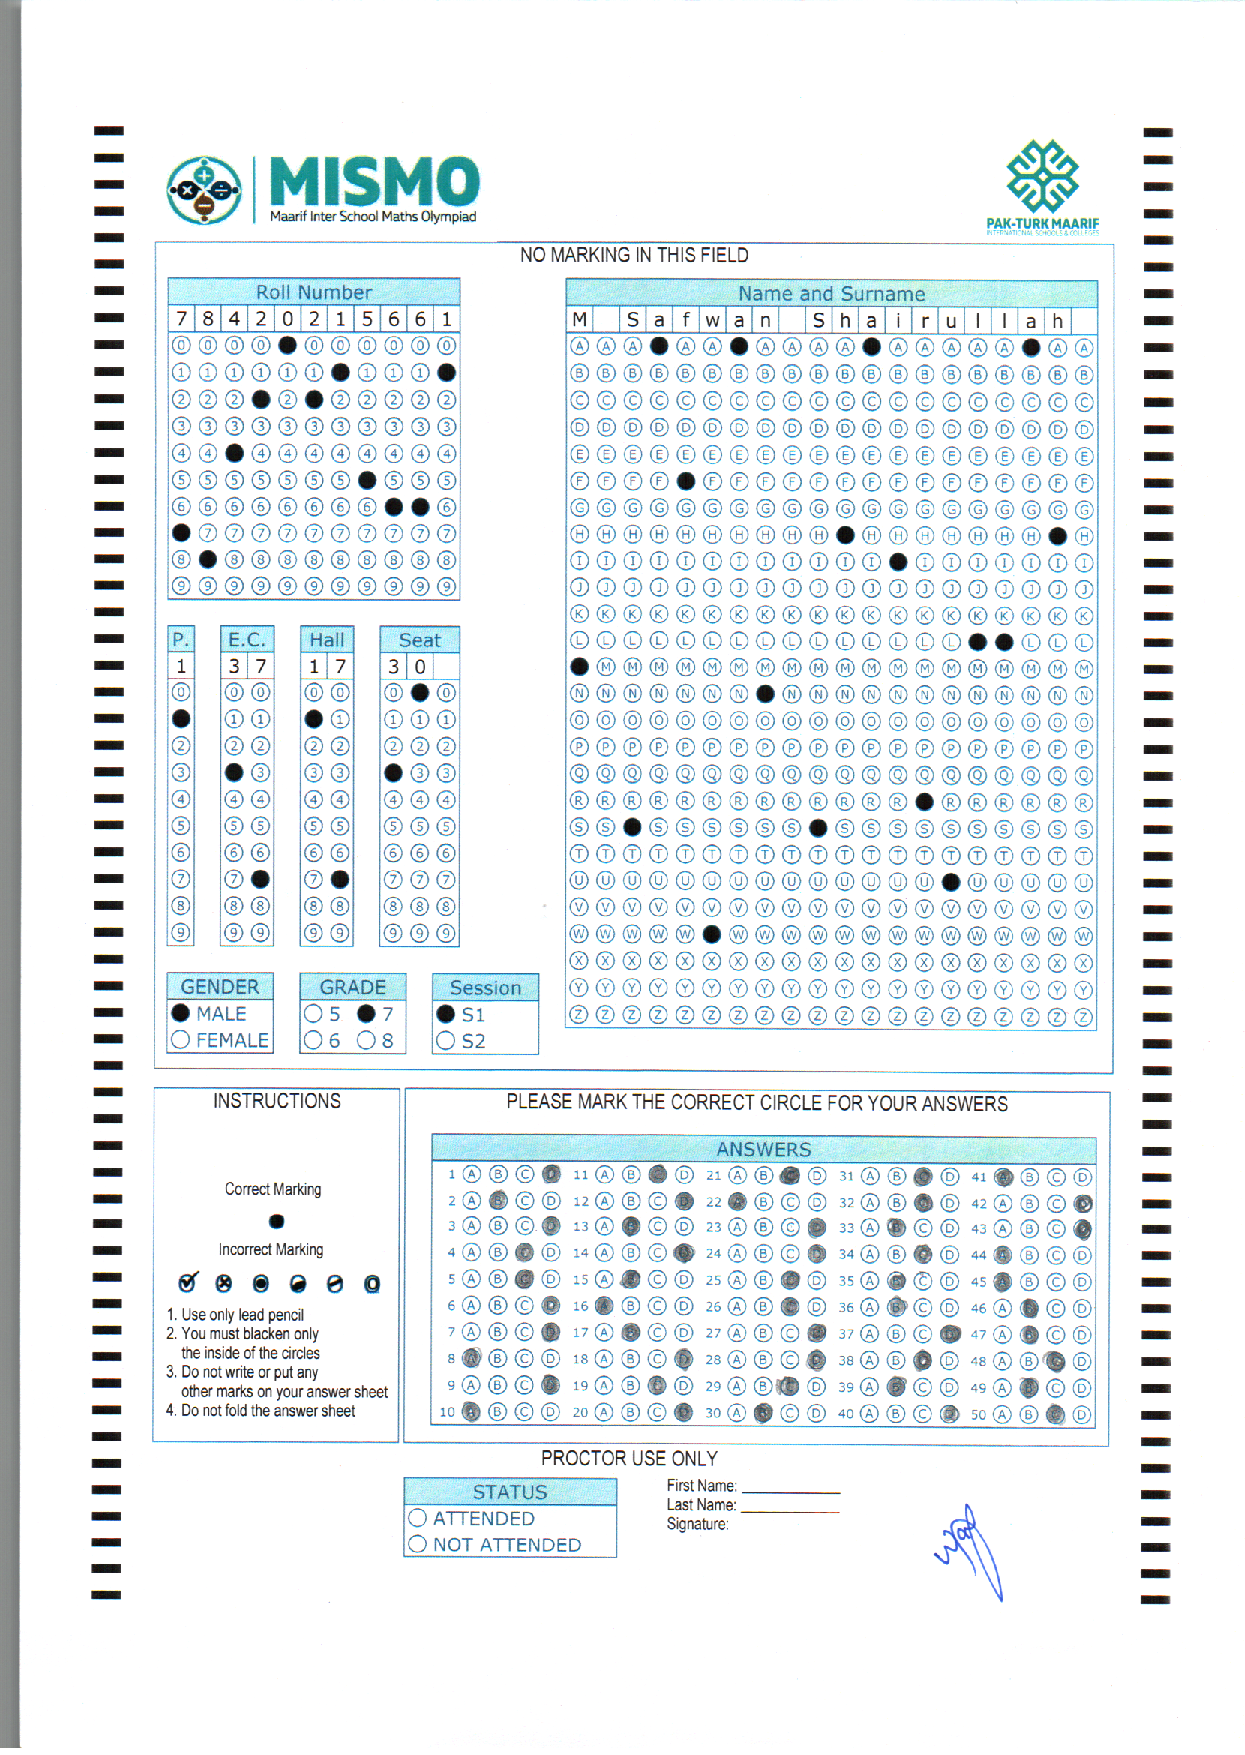 MISMO
Maarif Inter School Maths Olympiad
PAK-TURK MAARIF
INTERNATIONAL SCHOOLS & COLLEGES
NO MARKING IN THIS FIELD
Roll Number
7 8 4 2 0 2 1 5 6 6 1
Name and Surname
M Safwan Shairullah
P.
1
E.C.
3 7
Hall
1 7
Seat
3 0
GENDER
MALE
FEMALE
GRADE
5 7
6 8
Session
S1
S2
INSTRUCTIONS
Correct Marking
Incorrect Marking
1. Use only lead pencil
2. You must blacken only
the inside of the circles
3. Do not write or put any
other marks on your answer sheet
4. Do not fold the answer sheet
PLEASE MARK THE CORRECT CIRCLE FOR YOUR ANSWERS
ANSWERS
PROCTOR USE ONLY
STATUS
ATTENDED
NOT ATTENDED
First Name:
Last Name:
Signature: